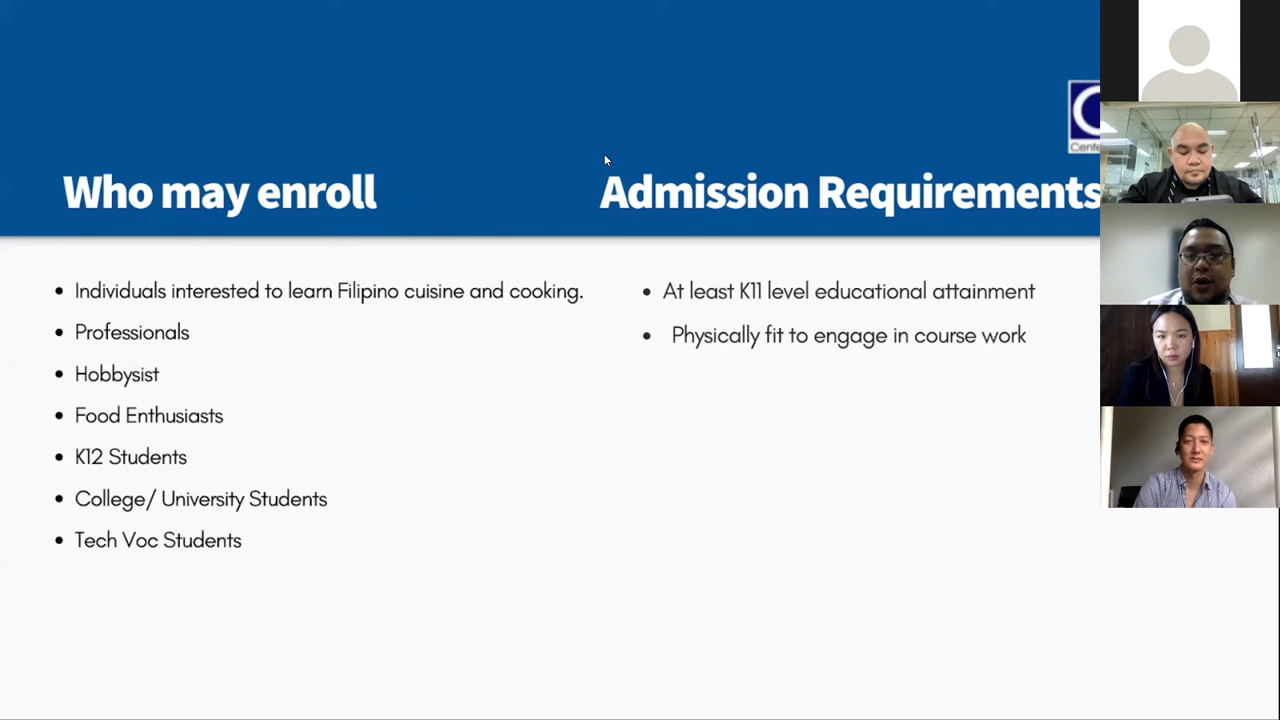 Who may enroll
Individuals interested to learn Filipino cuisine and cooking.
Professionals
Hobbysist
Food Enthusiasts
K12 Students
College/ University Students
Tech Voc Students
Admission Requirements
At least K11 level educational attainment
Physically fit to engage in course work